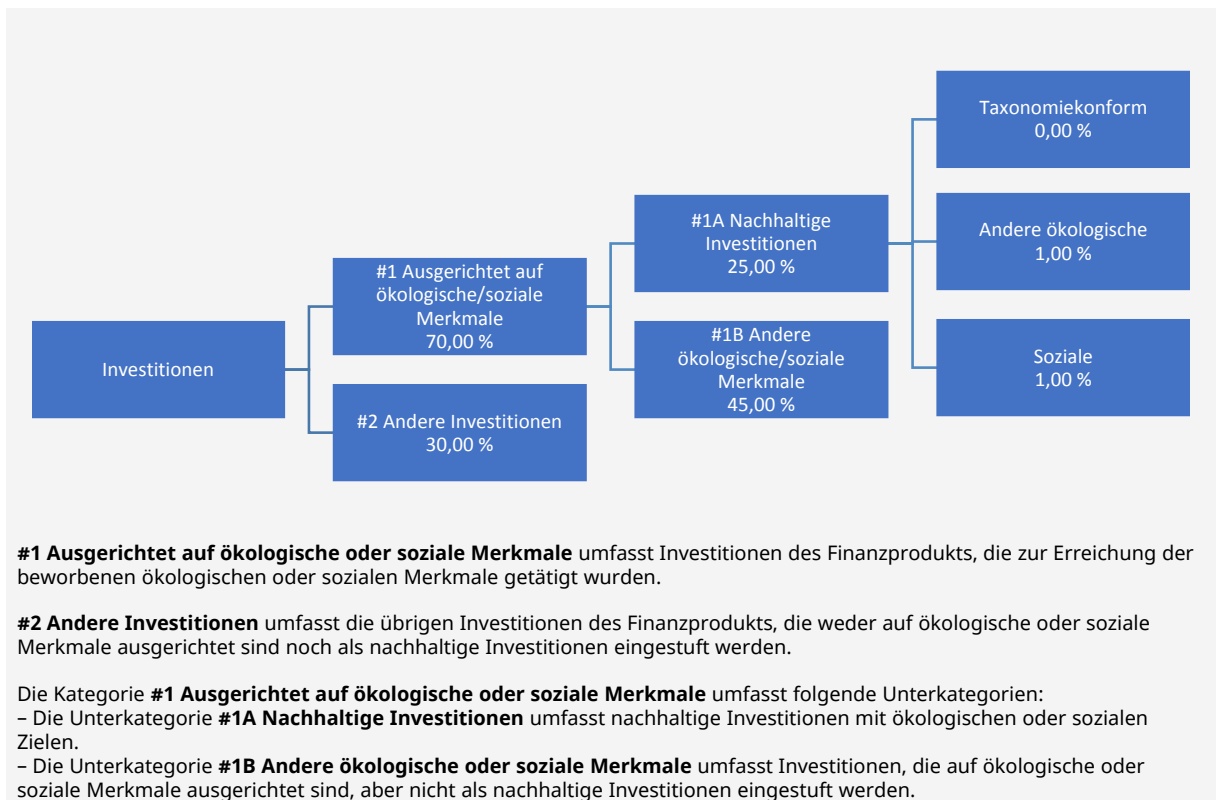 Investitionen
#1 Ausgerichtet auf
ökologische/soziale
Merkmale
70,00 %
#2 Andere Investitionen
30,00 %
#1A Nachhaltige
Investitionen
25,00 %
#1B Andere
ökologische/soziale
Merkmale
45,00 %
Taxonomiekonform
0,00 %
Andere ökologische
1,00 %
Soziale
1,00 %
#1 Ausgerichtet auf ökologische oder soziale Merkmale umfasst Investitionen des Finanzprodukts, die zur Erreichung der
beworbenen ökologischen oder sozialen Merkmale getätigt wurden.
#2 Andere Investitionen umfasst die übrigen Investitionen des Finanzprodukts, die weder auf ökologische oder soziale
Merkmale ausgerichtet sind noch als nachhaltige Investitionen eingestuft werden.
Die Kategorie #1 Ausgerichtet auf ökologische oder soziale Merkmale umfasst folgende Unterkategorien:
– Die Unterkategorie #1A Nachhaltige Investitionen umfasst nachhaltige Investitionen mit ökologischen oder sozialen
Zielen.
– Die Unterkategorie #1B Andere ökologische oder soziale Merkmale umfasst Investitionen, die auf ökologische oder
soziale Merkmale ausgerichtet sind, aber nicht als nachhaltige Investitionen eingestuft werden.